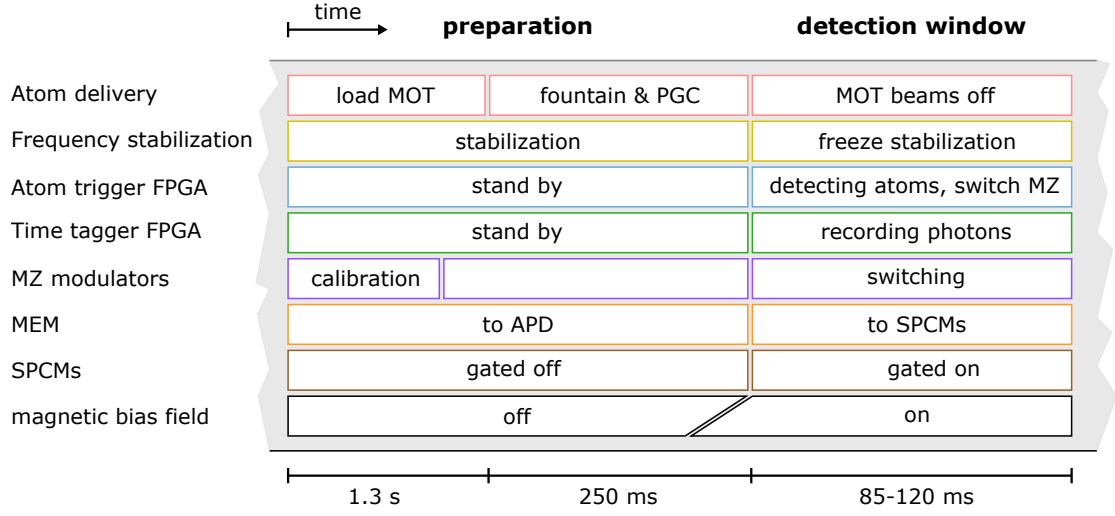 time
preparation detection window
Atom delivery load MOT fountain & PGC MOT beams off
Frequency stabilization stabilization freeze stabilization
Atom trigger FPGA stand by detecting atoms, switch MZ
Time tagger FPGA stand by recording photons
MZ modulators calibration switching
MEM to APD to SPCMs
SPCMs gated off gated on
magnetic bias field off on
1.3 s 250 ms 85-120 ms